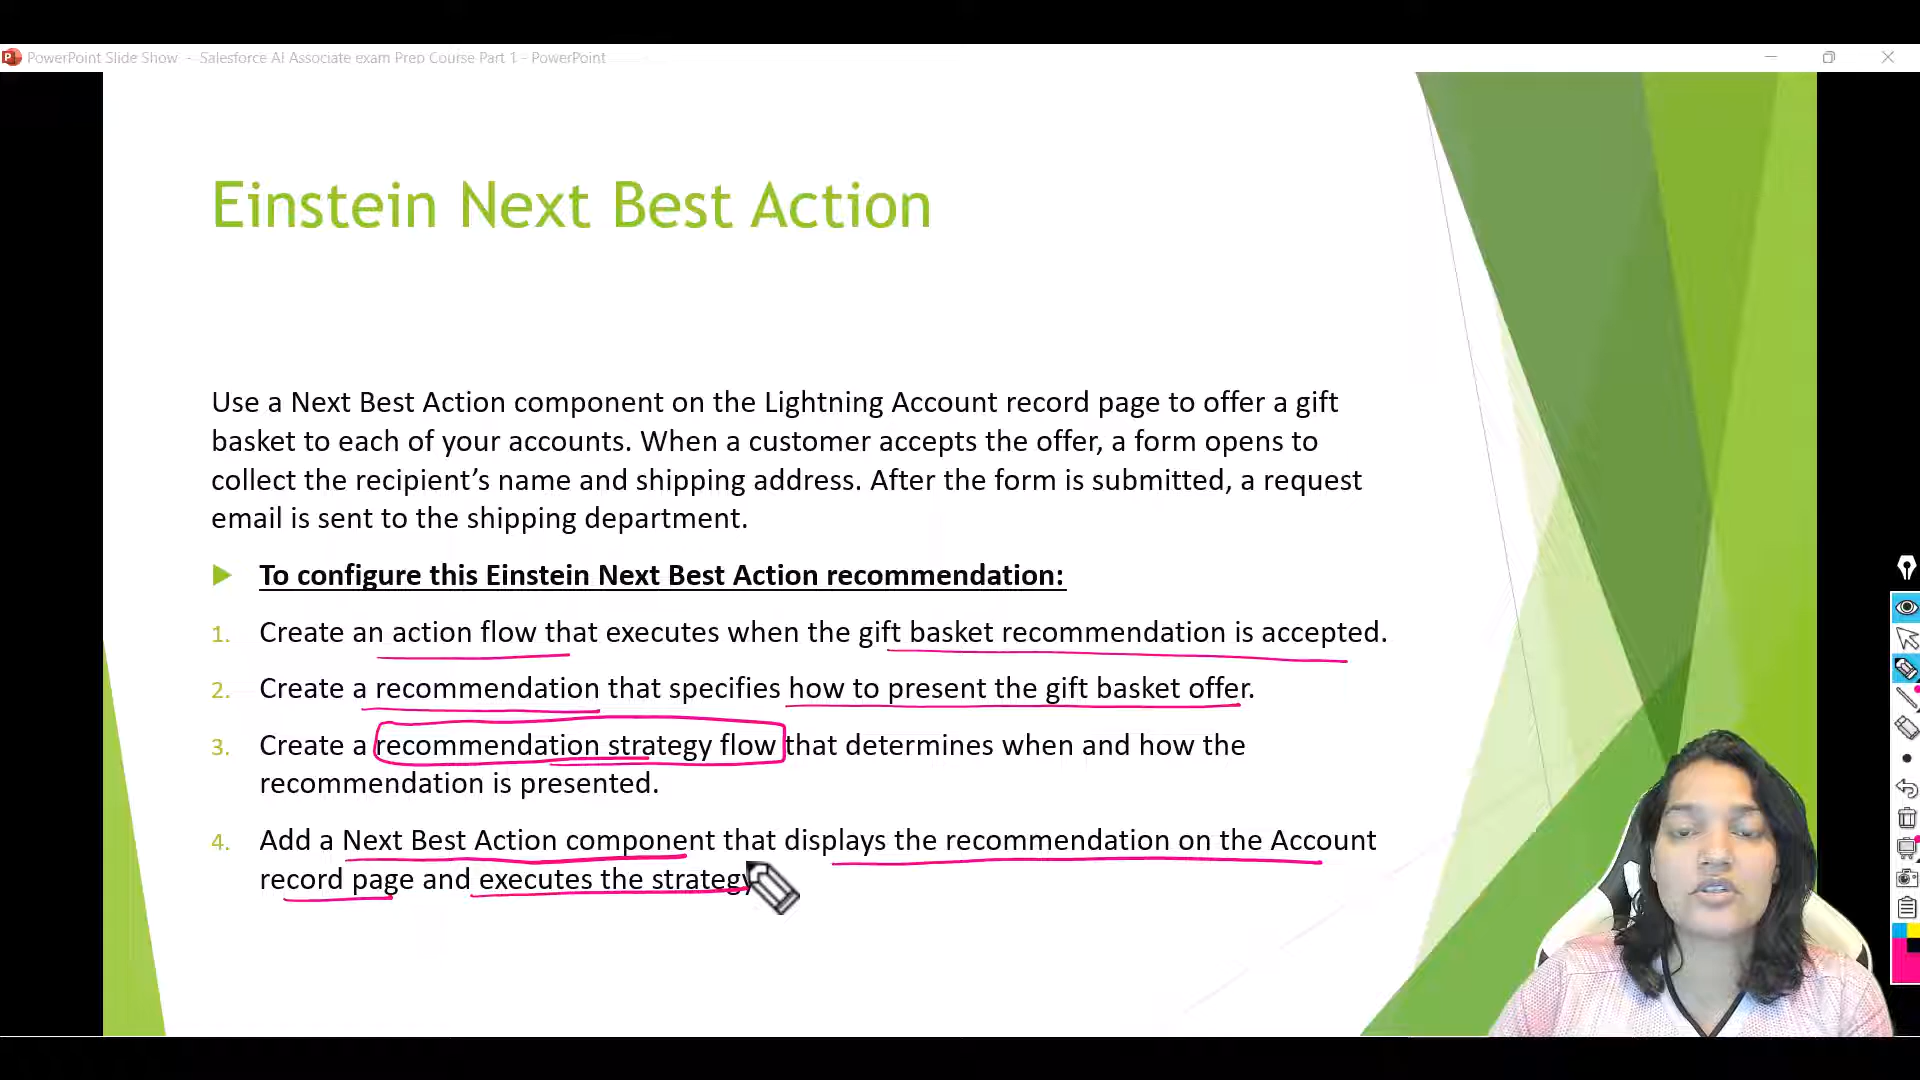 PowerPoint Slide Show - Salesforce AI Associate exam Prep Course Part 1 - PowerPoint
Einstein Next Best Action
Use a Next Best Action component on the Lightning Account record page to offer a gift
basket to each of your accounts. When a customer accepts the offer, a form opens to
collect the recipient’s name and shipping address. After the form is submitted, a request
email is sent to the shipping department.
To configure this Einstein Next Best Action recommendation:
1. Create an action flow that executes when the gift basket recommendation is accepted.
2. Create a recommendation that specifies how to present the gift basket offer.
3. Create a recommendation strategy flow that determines when and how the
recommendation is presented.
4. Add a Next Best Action component that displays the recommendation on the Account
record page and executes the strategy